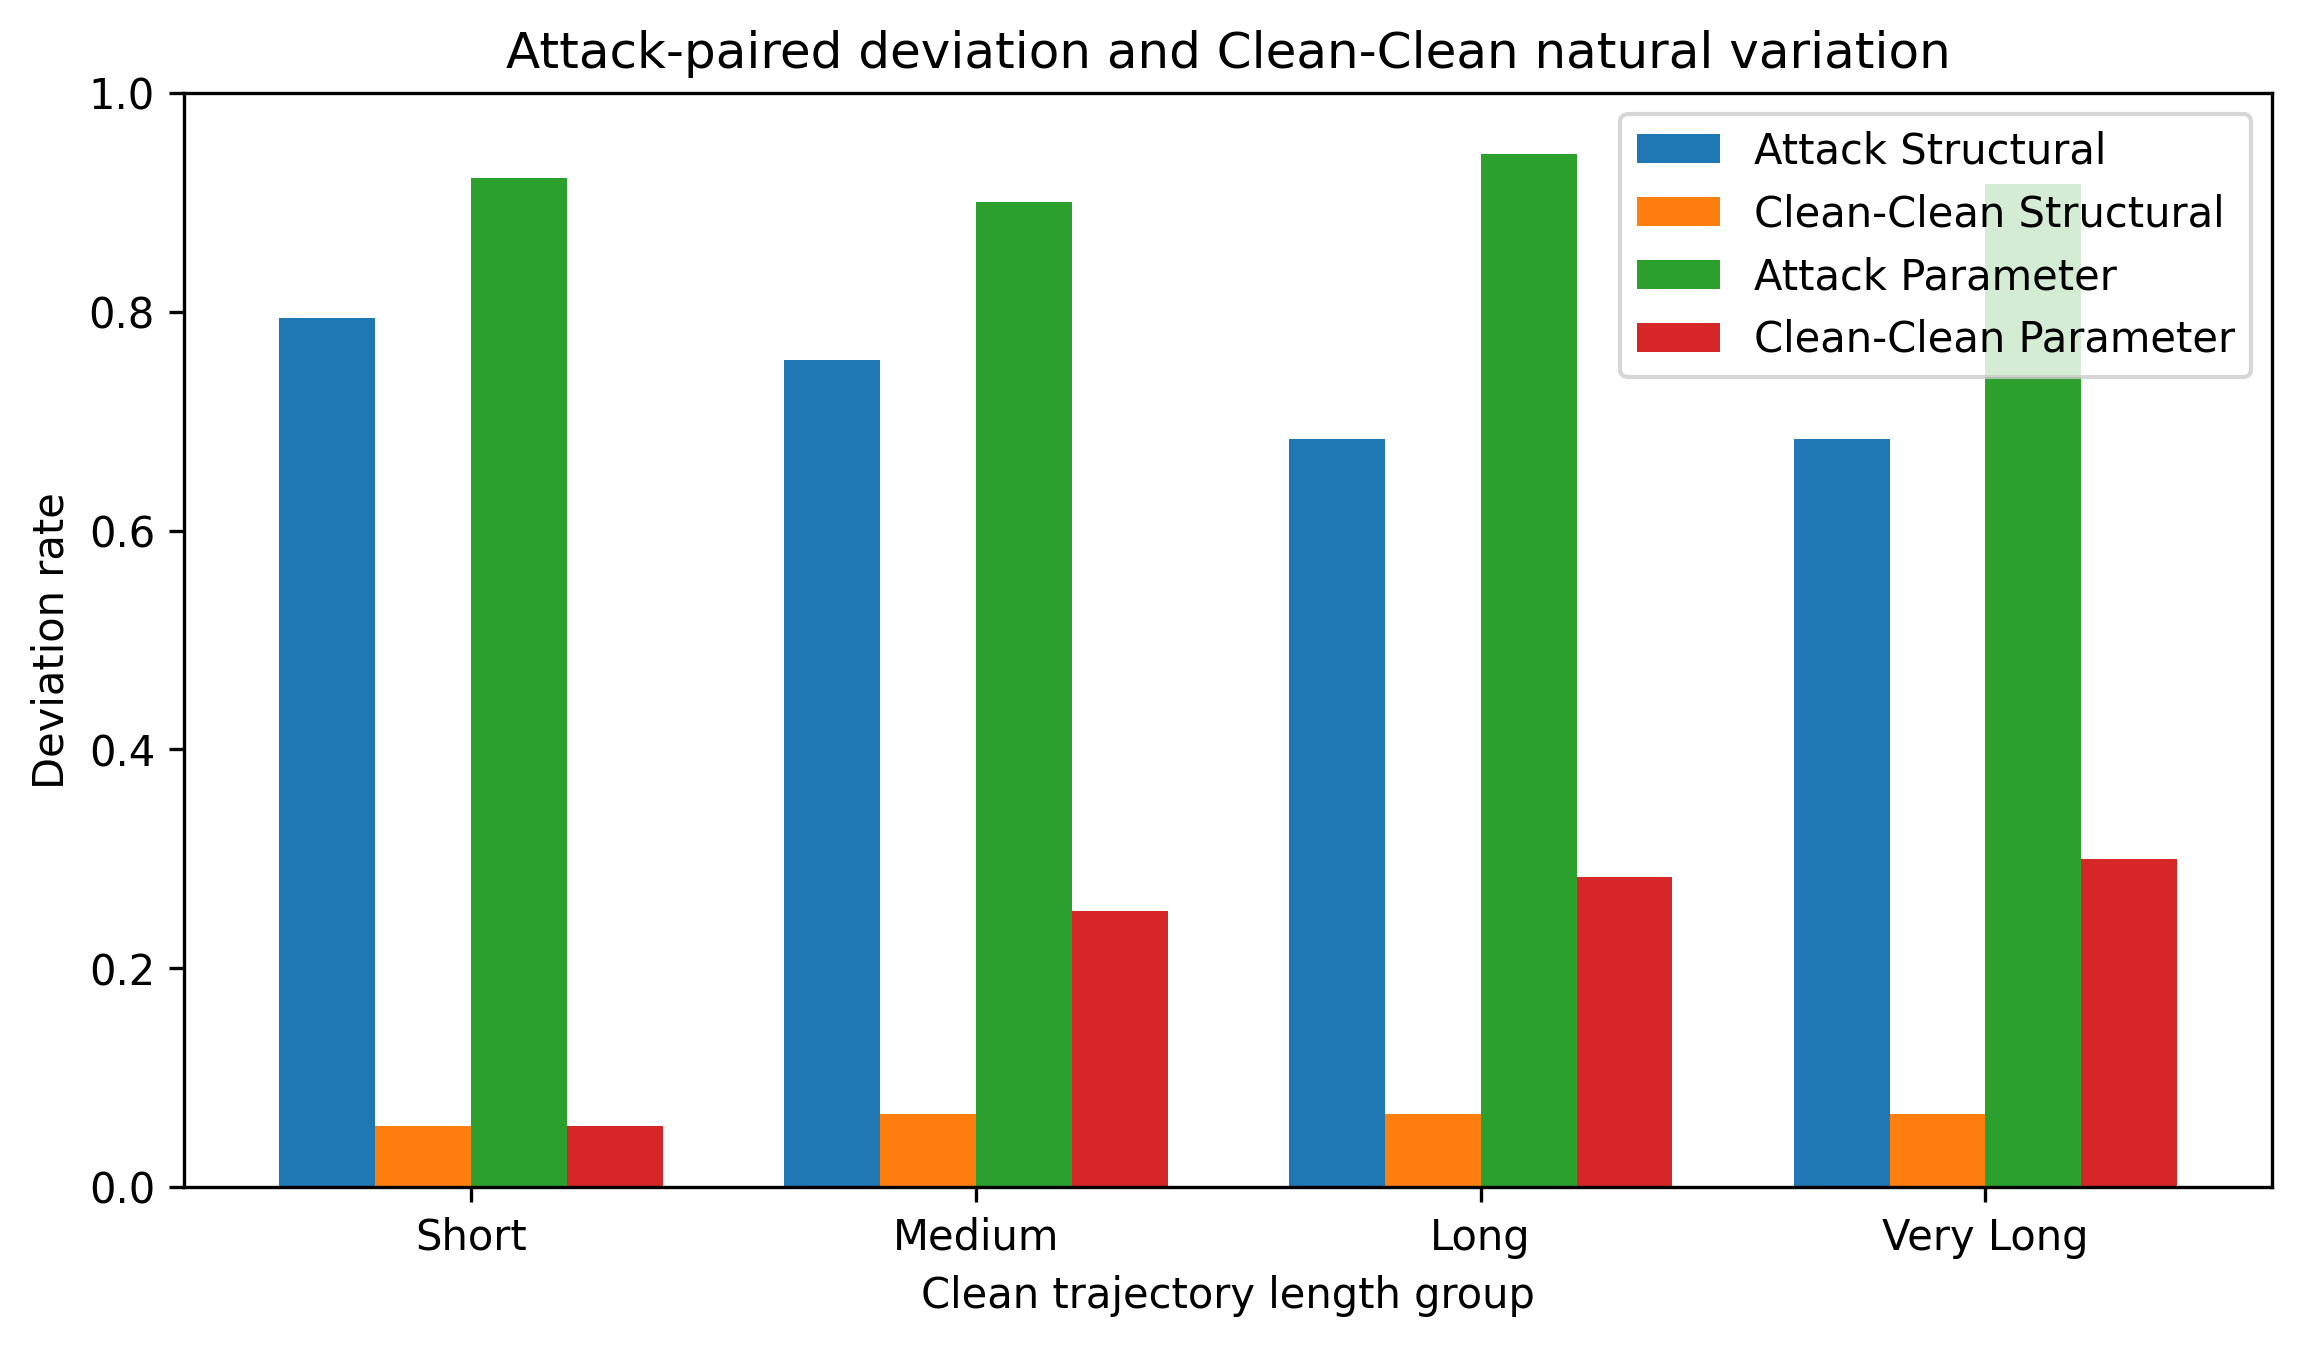 Attack-paired deviation and Clean-Clean natural variation
1.0
0.8
0.6
0.4
0.2
0.0
Deviation rate
Attack Structural
Clean-Clean Structural
Attack Parameter
Clean-Clean Parameter
Short
Medium
Long
Very Long
Clean trajectory length group